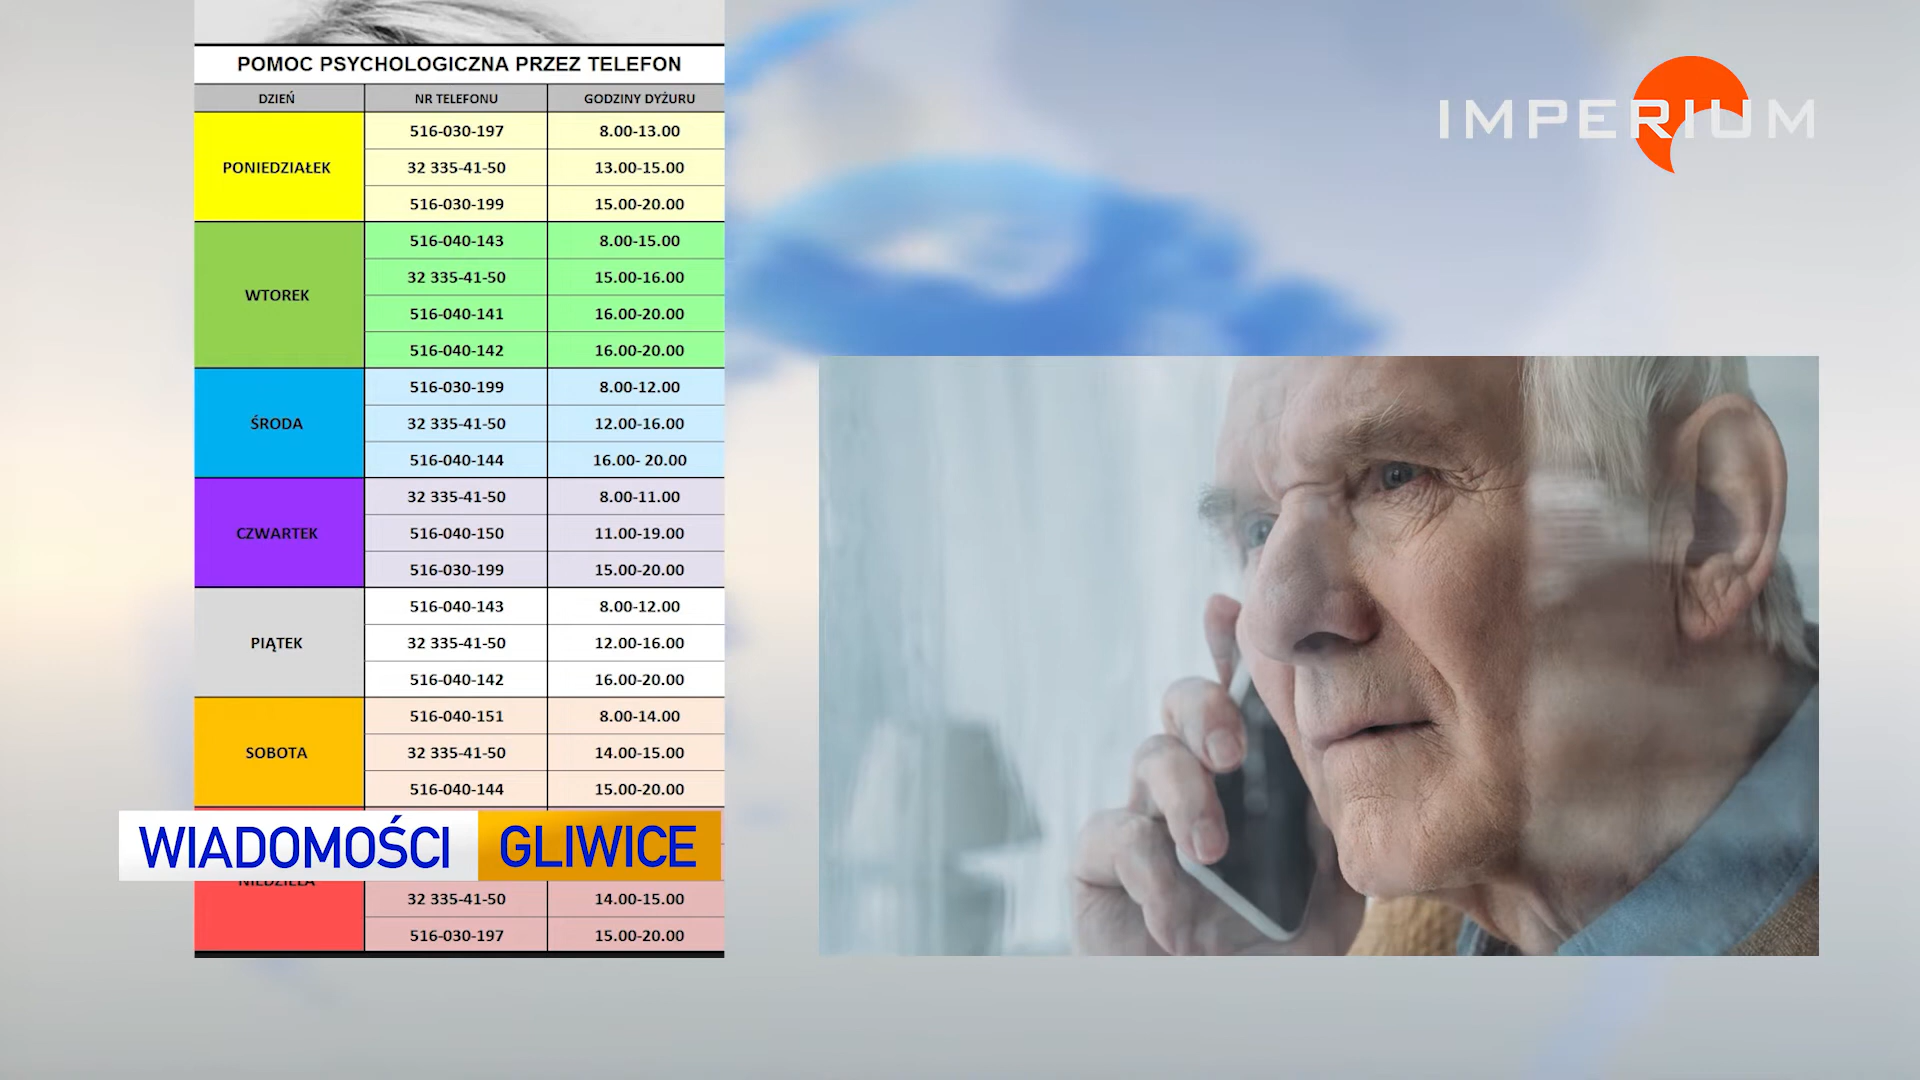 POMOC PSYCHOLOGICZNA PRZEZ TELEFON
DZIEŃ NR TELEFONU GODZINY DYŻURU
PONIEDZIAŁEK
516-030-197 8.00-13.00
32 335-41-50 13.00-15.00
516-030-199 15.00-20.00
WTOREK
516-040-143 8.00-15.00
32 335-41-50 15.00-16.00
516-040-141 16.00-20.00
516-040-142 16.00-20.00
ŚRODA
516-030-199 8.00-12.00
32 335-41-50 12.00-16.00
516-040-144 16.00- 20.00
CZWARTEK
32 335-41-50 8.00-11.00
516-040-150 11.00-19.00
516-030-199 15.00-20.00
PIĄTEK
516-040-143 8.00-12.00
32 335-41-50 12.00-16.00
516-040-142 16.00-20.00
SOBOTA
516-040-151 8.00-14.00
32 335-41-50 14.00-15.00
516-040-144 15.00-20.00
NIEDZIELA
32 335-41-50 14.00-15.00
516-030-197 15.00-20.00
WIADOMOŚCI GLIWICE
IMPERIUM